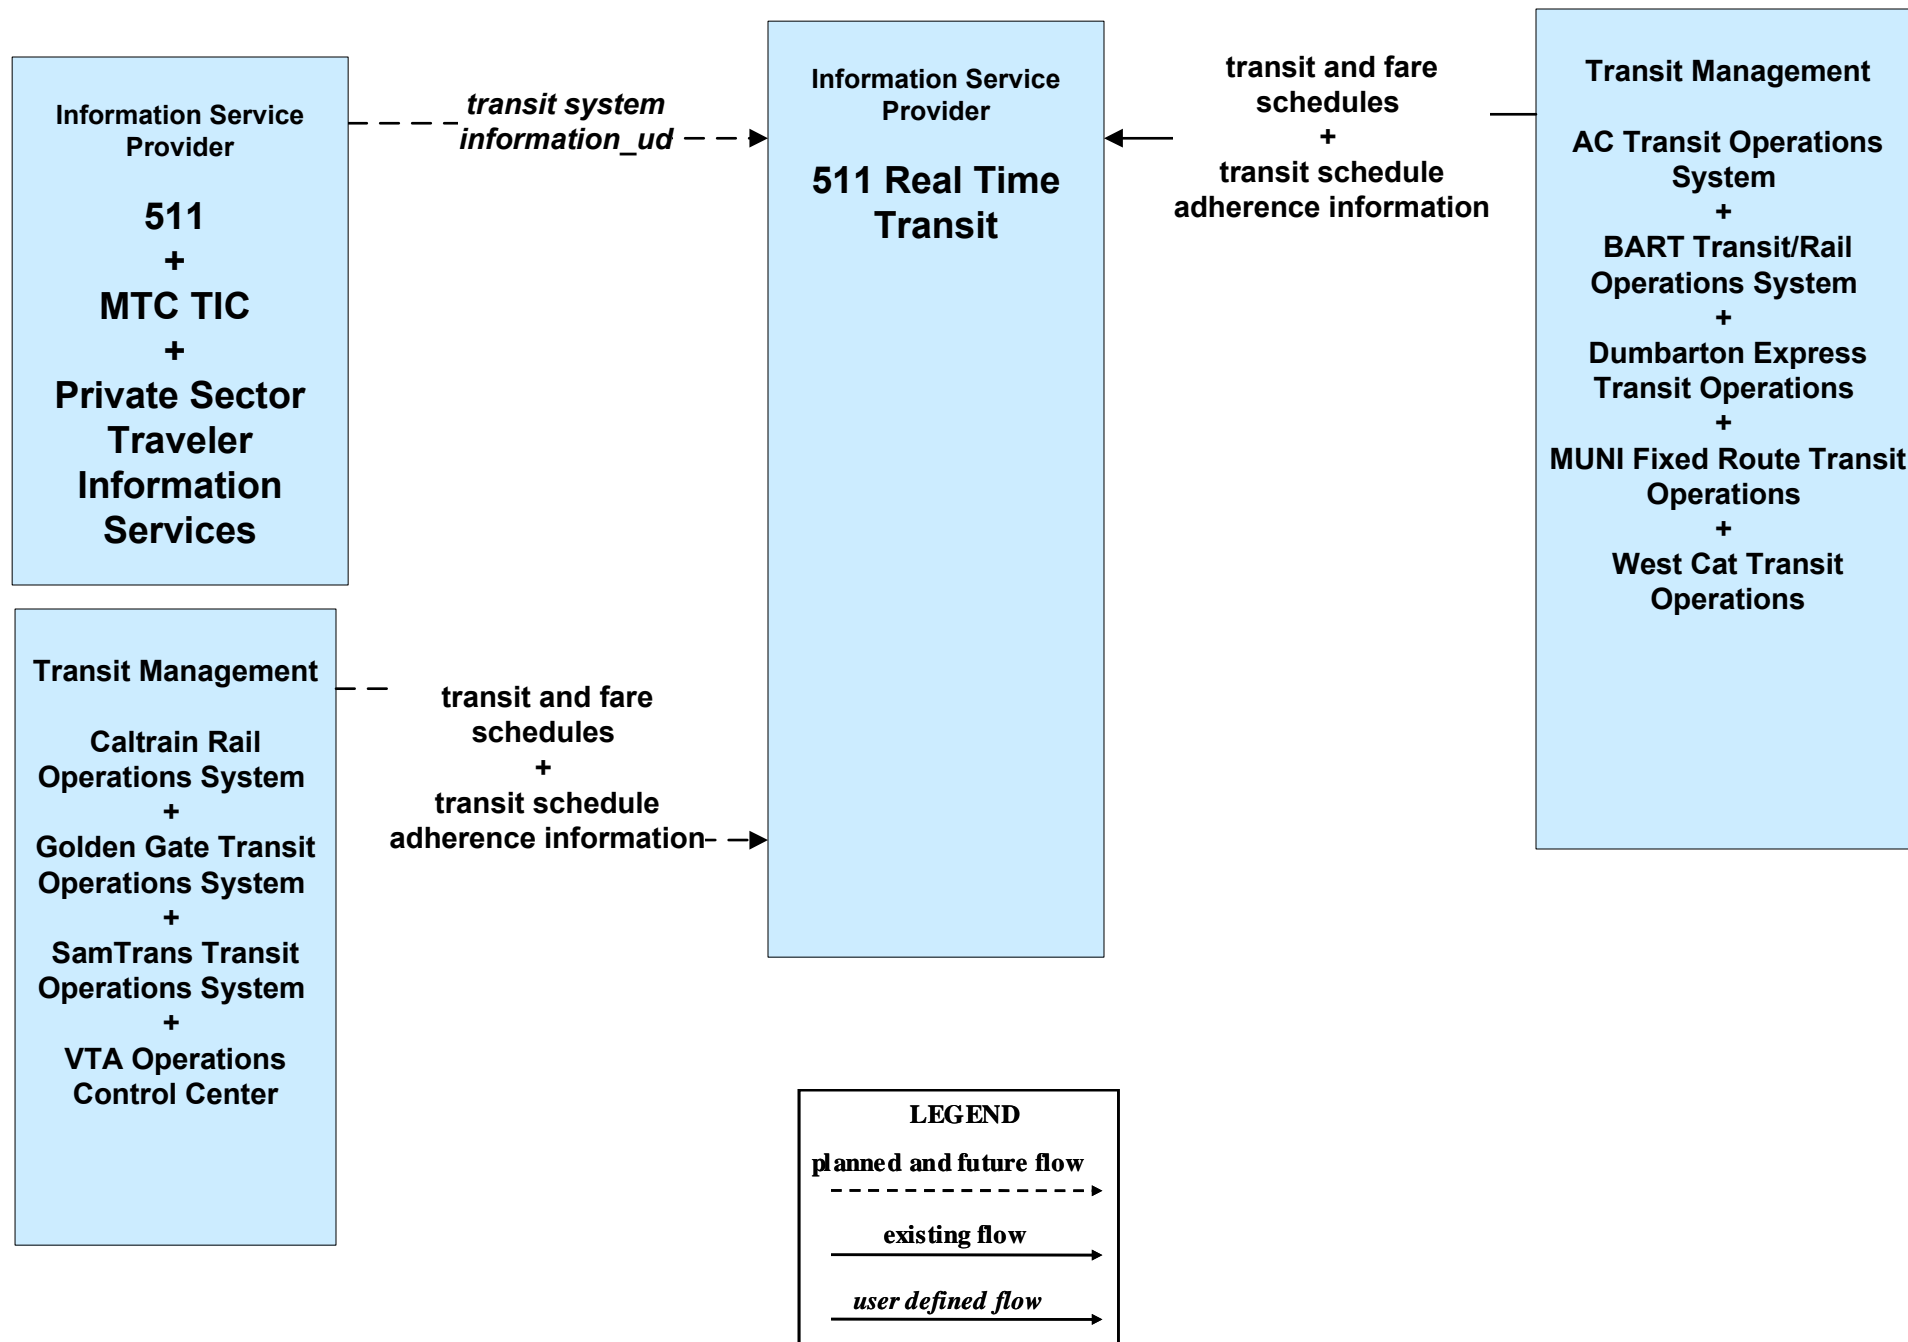 Information Service
Provider
511
+
MTC TIC
+
Private Sector
Traveler
Information
Services
transit system
information_ud
Information Service
Provider
511 Real Time
Transit
transit and fare
schedules
+
transit schedule
adherence information
Transit Management
AC Transit Operations
System
+
BART Transit/Rail
Operations System
+
Dumbarton Express
Transit Operations
+
MUNI Fixed Route Transit
Operations
+
West Cat Transit
Operations
Transit Management
Caltrain Rail
Operations System
+
Golden Gate Transit
Operations System
+
SamTrans Transit
Operations System
+
VTA Operations
Control Center
transit and fare
schedules
+
transit schedule
adherence information
LEGEND
planned and future flow
existing flow
user defined flow